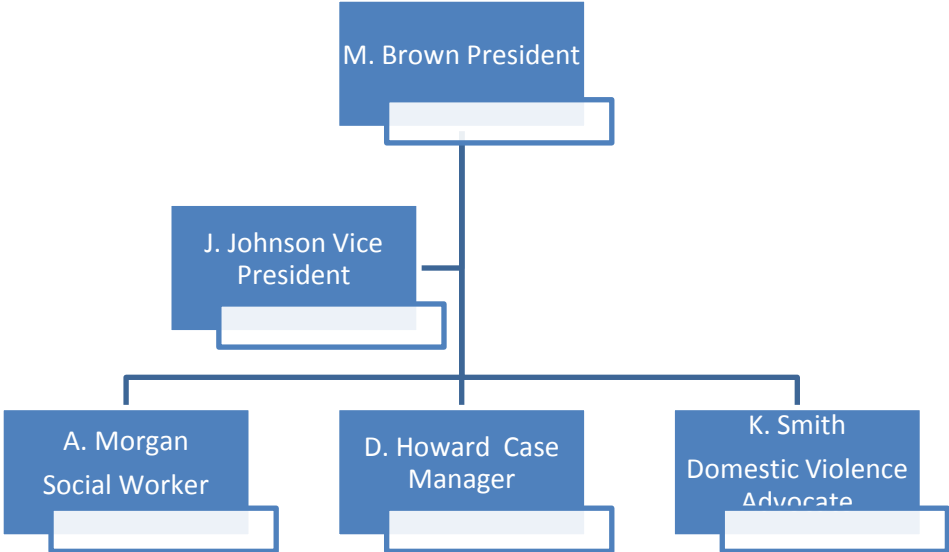 M. Brown President
J. Johnson Vice
President
A. Morgan
Social Worker
D. Howard  Case
Manager
K. Smith
Domestic Violence
Advocate